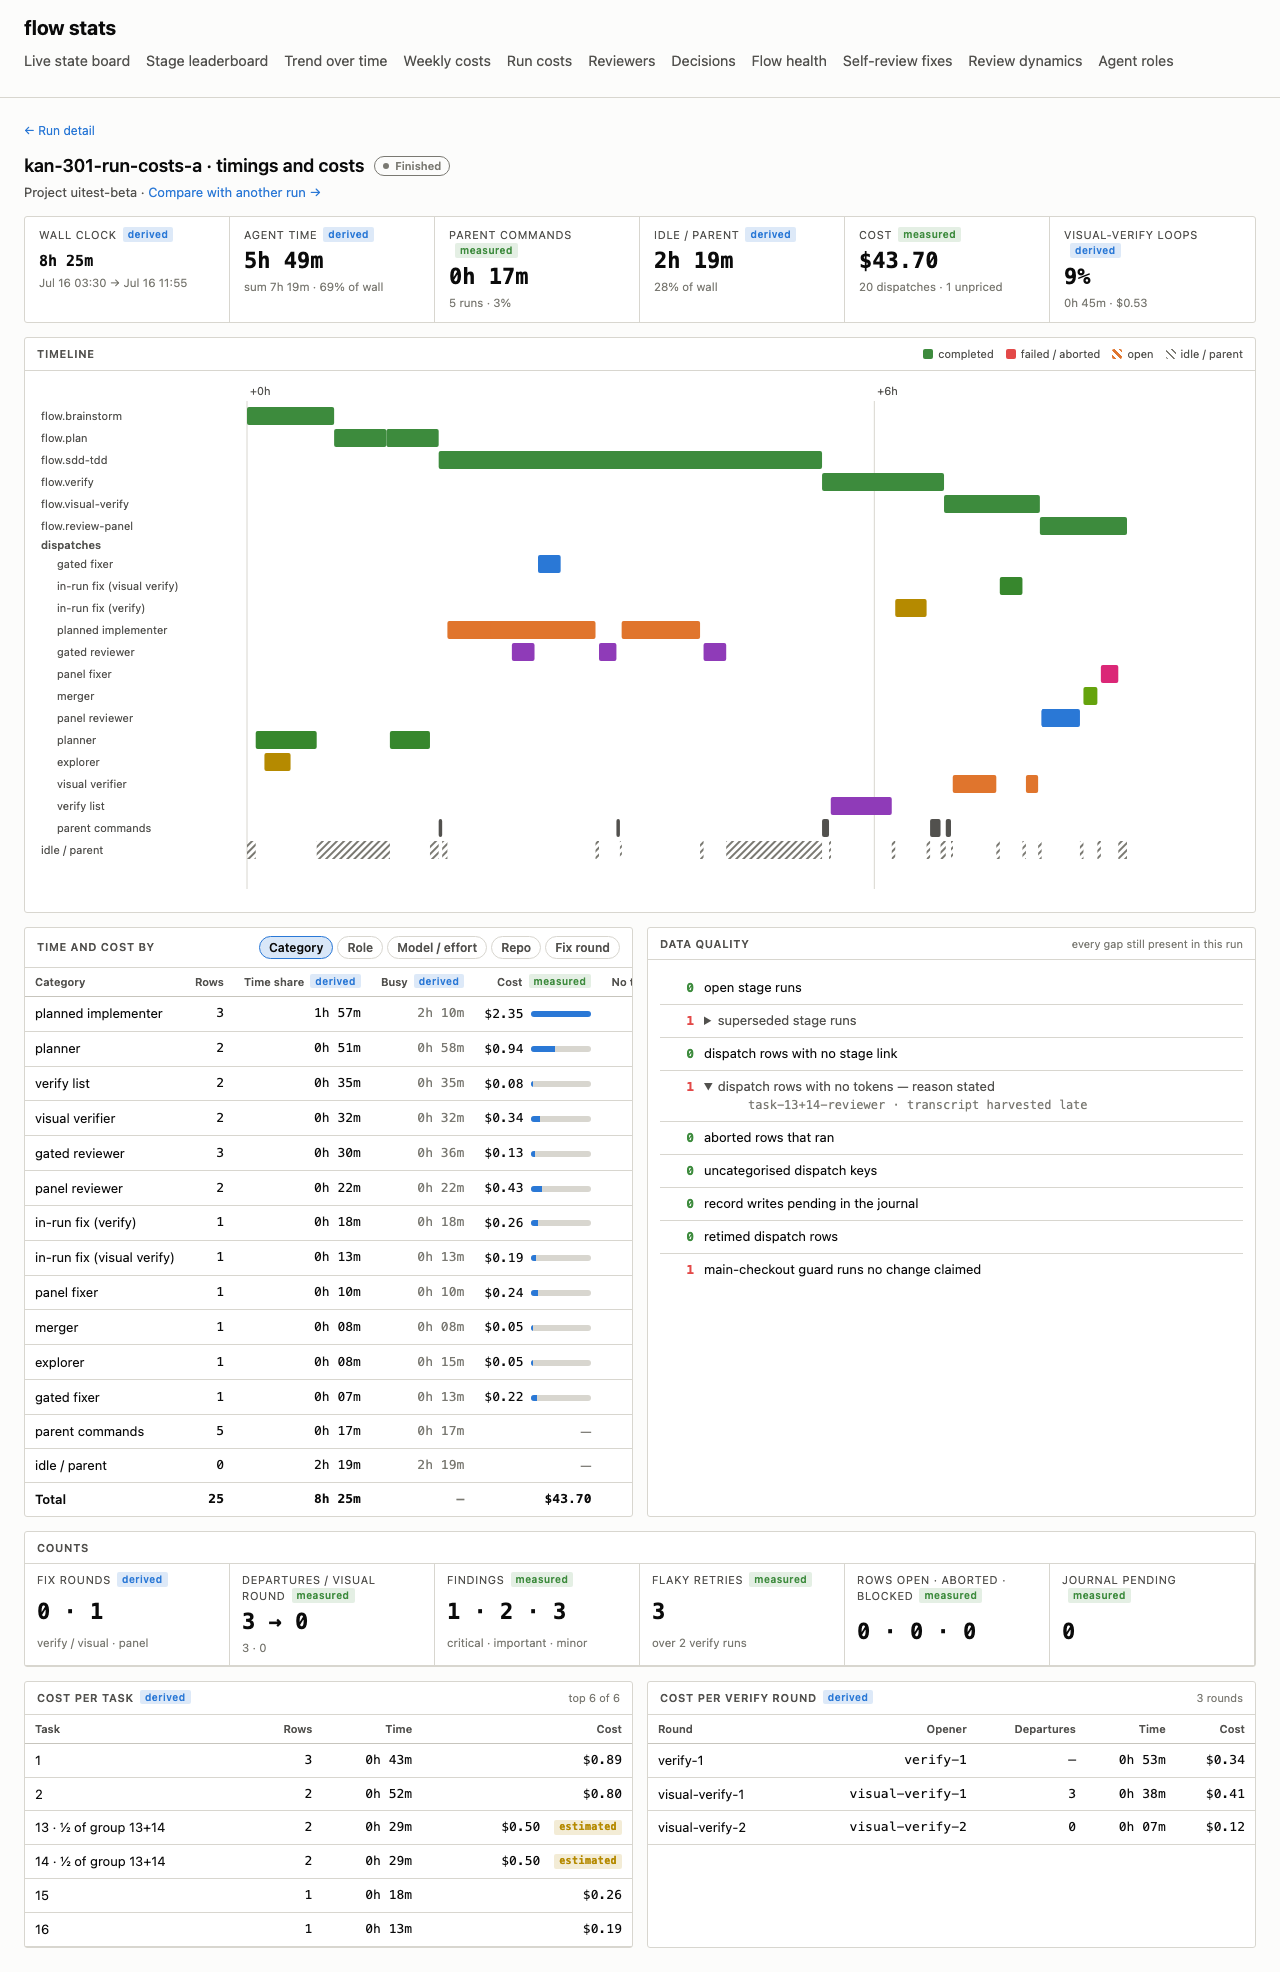 flow stats
Live state board Stage leaderboard Trend over time Weekly costs Run costs Reviewers Decisions Flow health Self-review fixes Review dynamics Agent roles
← Run detail
kan-301-run-costs-a · timings and costs Finished
Project uitest-beta · Compare with another run →
WALL CLOCK derived
8h 25m
Jul 16 03:30 → Jul 16 11:55
AGENT TIME derived
5h 49m
sum 7h 19m · 69% of wall
PARENT COMMANDS
measured
0h 17m
5 runs · 3%
IDLE / PARENT derived
2h 19m
28% of wall
COST measured
$43.70
20 dispatches · 1 unpriced
VISUAL-VERIFY LOOPS
derived
9%
0h 45m · $0.53
TIMELINE completed failed / aborted open idle / parent
+0h +6h
flow.brainstorm
flow.plan
flow.sdd-tdd
flow.verify
flow.visual-verify
flow.review-panel
dispatches
gated fixer
in-run fix (visual verify)
in-run fix (verify)
planned implementer
gated reviewer
panel fixer
merger
panel reviewer
planner
explorer
visual verifier
verify list
parent commands
idle / parent
TIME AND COST BY Category Role Model / effort Repo Fix round
Category Rows Time share derived Busy derived Cost measured No
planned implementer 3 1h 57m 2h 10m $2.35
planner 2 0h 51m 0h 58m $0.94
verify list 2 0h 35m 0h 35m $0.08
visual verifier 2 0h 32m 0h 32m $0.34
gated reviewer 3 0h 30m 0h 36m $0.13
panel reviewer 2 0h 22m 0h 22m $0.43
in-run fix (verify) 1 0h 18m 0h 18m $0.26
in-run fix (visual verify) 1 0h 13m 0h 13m $0.19
panel fixer 1 0h 10m 0h 10m $0.24
merger 1 0h 08m 0h 08m $0.05
explorer 1 0h 08m 0h 15m $0.05
gated fixer 1 0h 07m 0h 13m $0.22
parent commands 5 0h 17m 0h 17m —
idle / parent 0 2h 19m 2h 19m —
Total 25 8h 25m — $43.70
DATA QUALITY every gap still present in this run
0 open stage runs
1 ▶ superseded stage runs
0 dispatch rows with no stage link
1 ▼ dispatch rows with no tokens — reason stated
task-13+14-reviewer · transcript harvested late
0 aborted rows that ran
0 uncategorised dispatch keys
0 record writes pending in the journal
0 retimed dispatch rows
1 main-checkout guard runs no change claimed
COUNTS
FIX ROUNDS derived
0 · 1
verify / visual · panel
DEPARTURES / VISUAL
ROUND measured
3 → 0
3 · 0
FINDINGS measured
1 · 2 · 3
critical · important · minor
FLAKY RETRIES measured
3
over 2 verify runs
ROWS OPEN · ABORTED ·
BLOCKED measured
0 · 0 · 0
JOURNAL PENDING
measured
0
COST PER TASK derived top 6 of 6
Task Rows Time Cost
1 3 0h 43m $0.89
2 2 0h 52m $0.80
13 · ½ of group 13+14 2 0h 29m $0.50 estimated
14 · ½ of group 13+14 2 0h 29m $0.50 estimated
15 1 0h 18m $0.26
16 1 0h 13m $0.19
COST PER VERIFY ROUND derived 3 rounds
Round Opener Departures Time Cost
verify-1 verify-1 — 0h 53m $0.34
visual-verify-1 visual-verify-1 3 0h 38m $0.41
visual-verify-2 visual-verify-2 0 0h 07m $0.12